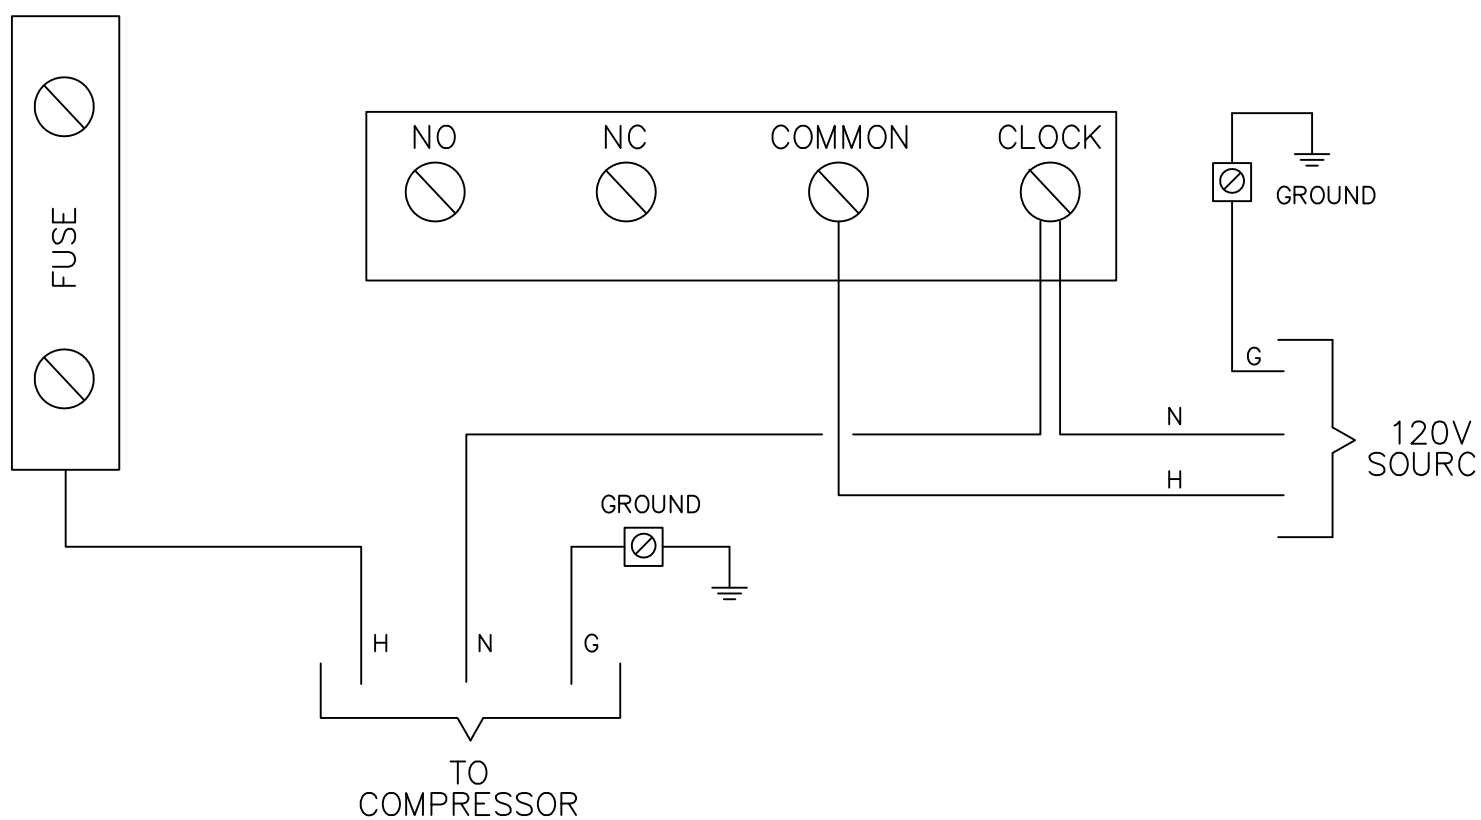 NO NC COMMON CLOCK
FUSE
GROUND
G
N
H
120V
SOURC
GROUND
H N G
TO
COMPRESSOR